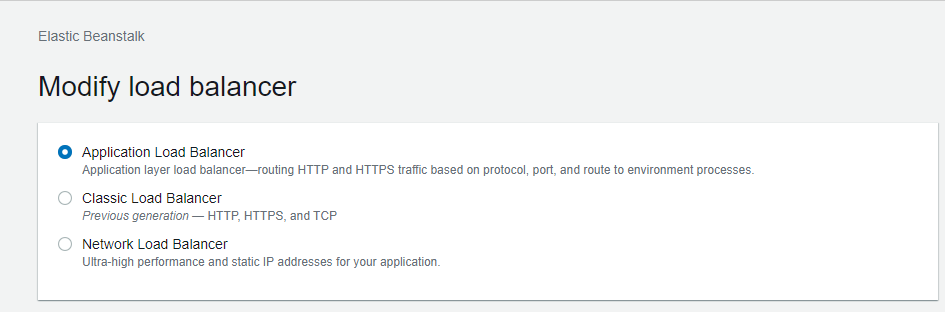 Elastic Beanstalk
Modify load balancer
Application Load Balancer
Application layer load balancer—routing HTTP and HTTPS traffic based on protocol, port, and route to environment processes.
Classic Load Balancer
Previous generation — HTTP, HTTPS, and TCP
Network Load Balancer
Ultra-high performance and static IP addresses for your application.